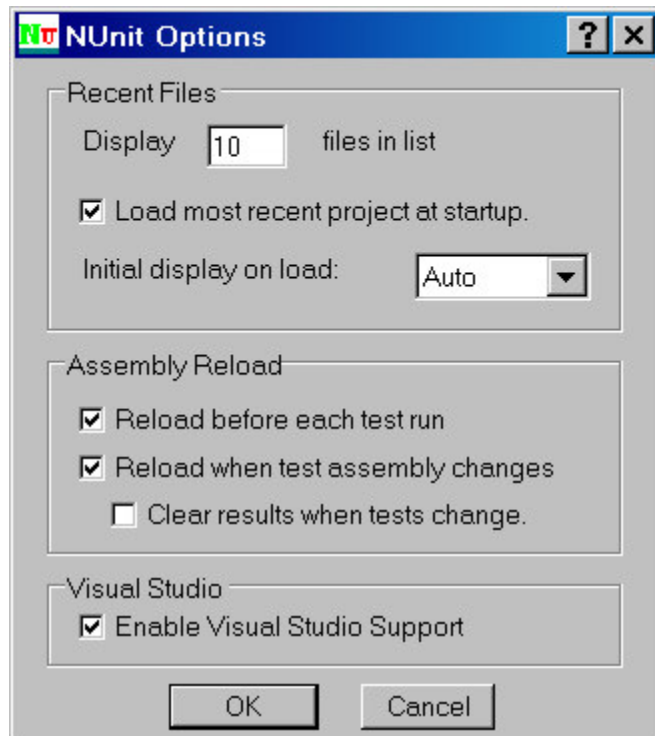 Nπ NUnit Options ? ×
Recent Files
Display 10 files in list
Load most recent project at startup.
Initial display on load: Auto
Assembly Reload
Reload before each test run
Reload when test assembly changes
Clear results when tests change.
Visual Studio
Enable Visual Studio Support
OK Cancel